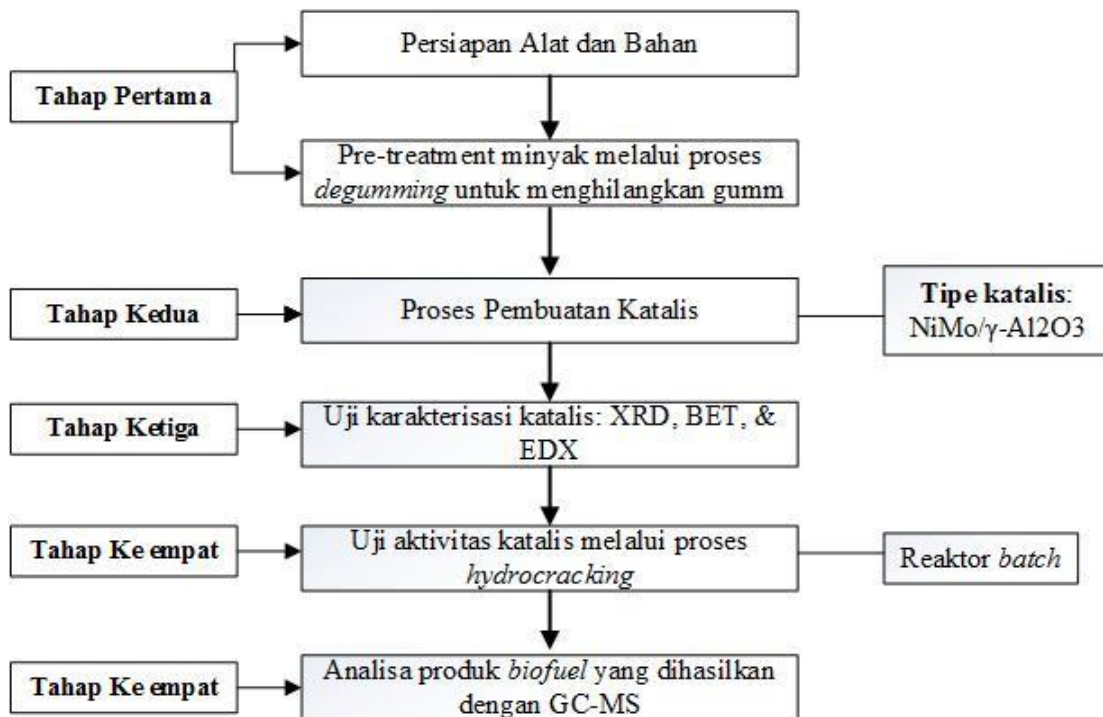 Persiapan Alat dan Bahan
Tahap Pertama
Pre-treatment minyak melalui proses
degumming untuk menghilangkan gumm
Tahap Kedua
Proses Pembuatan Katalis
Tipe katalis:
NiMo/γ-Al2O3
Tahap Ketiga
Uji karakterisasi katalis: XRD, BET, &
EDX
Tahap Ke empat
Uji aktivitas katalis melalui proses
hydrocracking
Reaktor batch
Tahap Ke empat
Analisa produk biofuel yang dihasilkan
dengan GC-MS